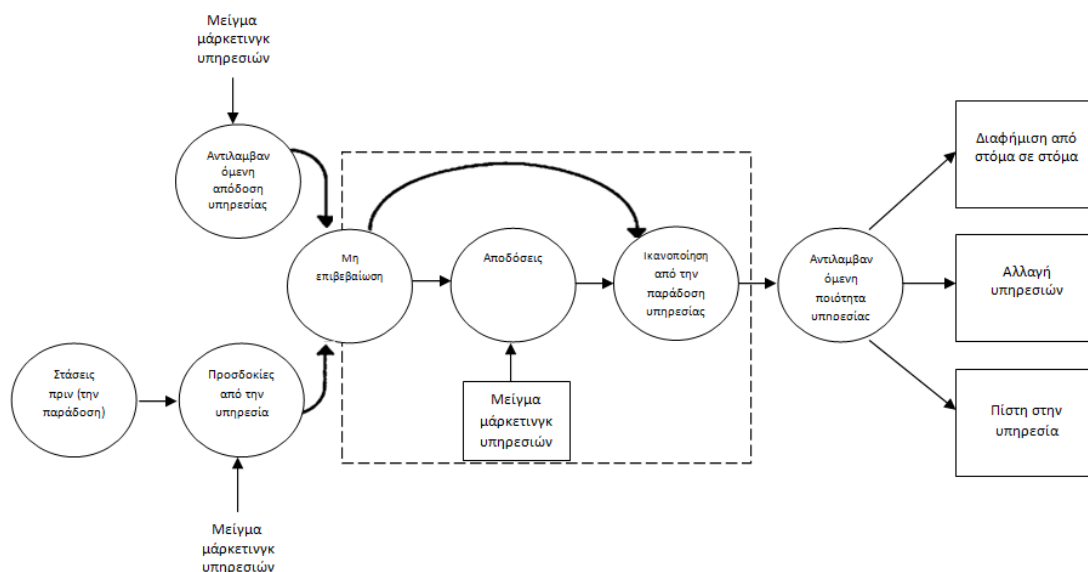 Μείγμα
μάρκετινγκ
υπηρεσιών
Αντιλαμβαν
όμενη
απόδοση
υπηρεσίας
Διαφήμιση από
στόμα σε στόμα
Μη
επιβεβαίωση
Αποδόσεις
Ικανοποίηση
από την
παράδοση
υπηρεσίας
Αντιλαμβαν
όμενη
ποιότητα
υπηρεσίας
Αλλαγή
υπηρεσιών
Στάσεις
πριν (την
παράδοση)
Προσδοκίες
από την
υπηρεσία
Μείγμα
μάρκετινγκ
υπηρεσιών
Πίστη στην
υπηρεσία
Μείγμα
μάρκετινγκ
υπηρεσιών